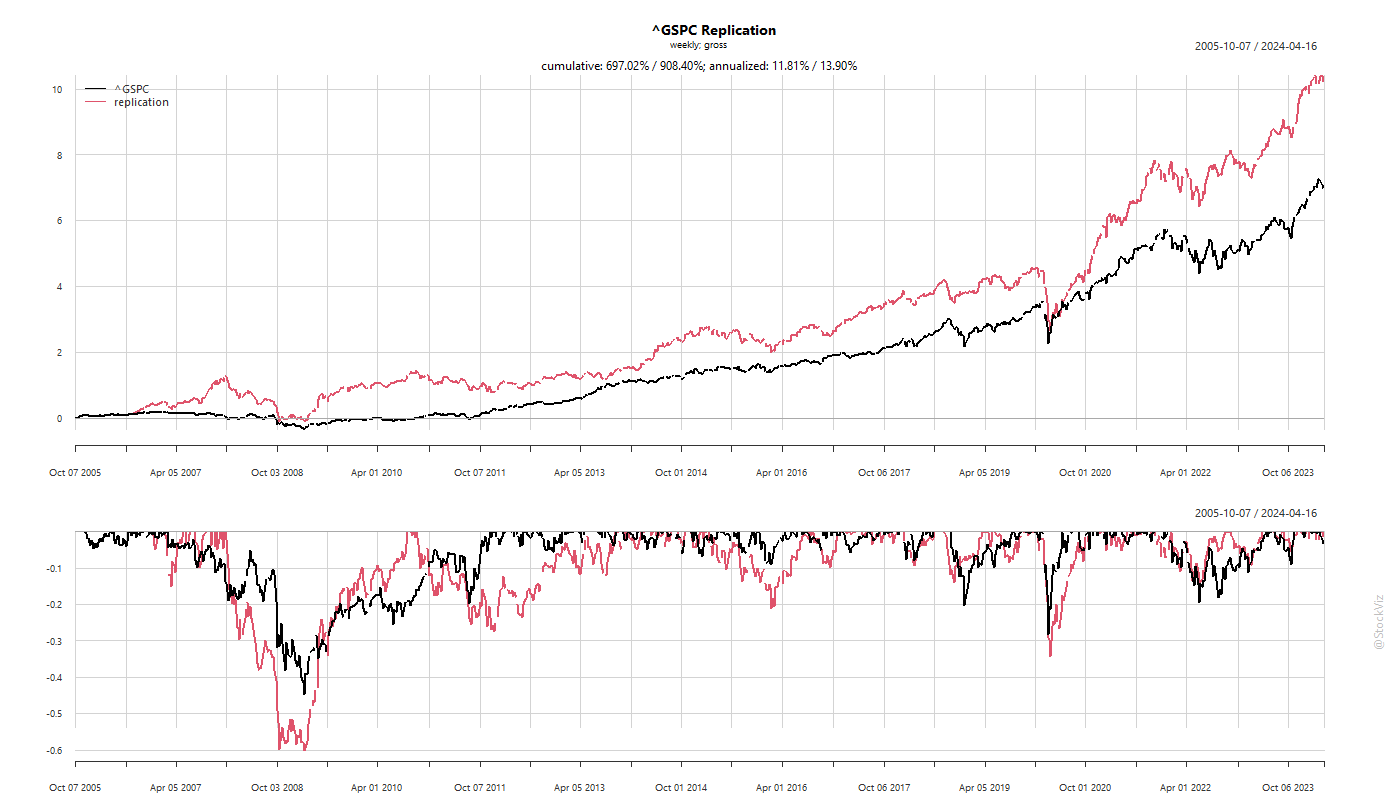 ^GSPC Replication
weekly; gross
2005-10-07 / 2024-04-16
cumulative: 697.02% / 908.40%; annualized: 11.81% / 13.90%
^GSPC
replication
10
8
6
4
2
0
Oct 07 2005 Apr 05 2007 Oct 03 2008 Apr 01 2010 Oct 07 2011 Apr 05 2013 Oct 01 2014 Apr 01 2016 Oct 06 2017 Apr 05 2019 Oct 01 2020 Apr 01 2022 Oct 06 2023
2005-10-07 / 2024-04-16
-0.1
-0.2
-0.3
-0.4
-0.5
-0.6
Oct 07 2005 Apr 05 2007 Oct 03 2008 Apr 01 2010 Oct 07 2011 Apr 05 2013 Oct 01 2014 Apr 01 2016 Oct 06 2017 Apr 05 2019 Oct 01 2020 Apr 01 2022 Oct 06 2023
@StockViz